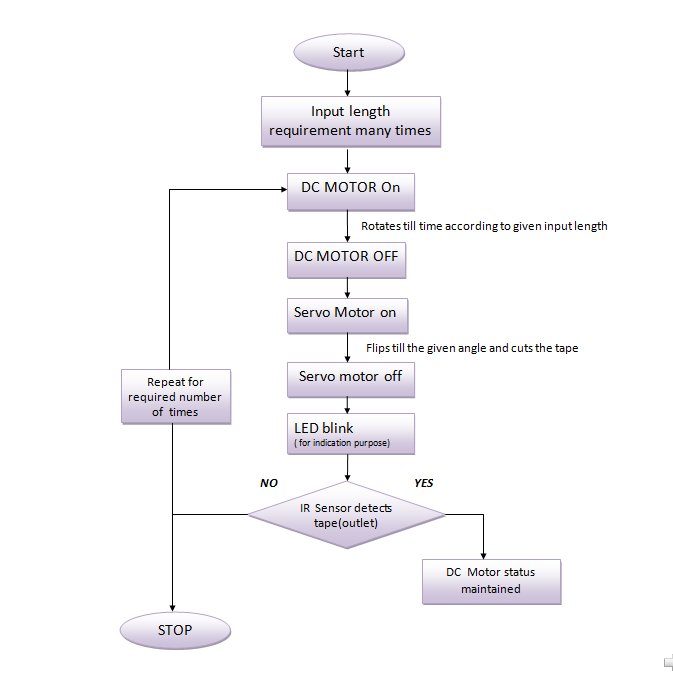 Start
Input length
requirement many times
DC MOTOR On
Rotates till time according to given input length
DC MOTOR OFF
Servo Motor on
Flips till the given angle and cuts the tape
Servo motor off
Repeat for
required number
of times
LED blink
( for indication purpose)
NO
YES
IR Sensor detects
tape(outlet)
DC Motor status
maintained
STOP